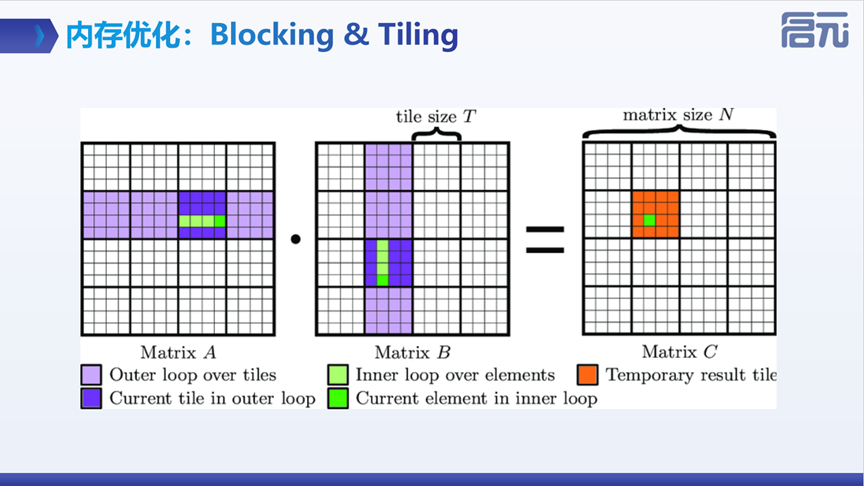 内存优化：Blocking & Tiling
启元
tile size T
matrix size N
Matrix A
Matrix B
Matrix C
Outer loop over tiles
Inner loop over elements
Temporary result tile
Current tile in outer loop
Current element in inner loop